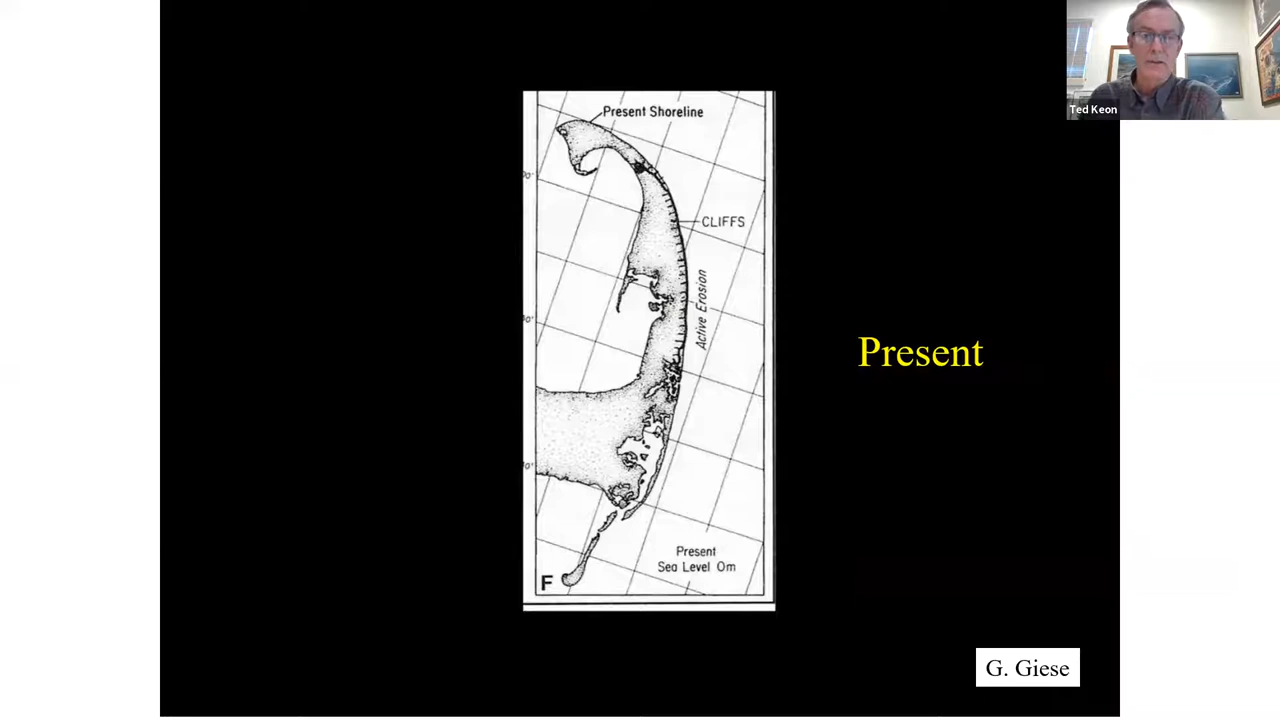 Ted Keon
Present Shoreline
CLIFFS
Active Erosion
Present
Present
Sea Level 0m
F
G. Giese